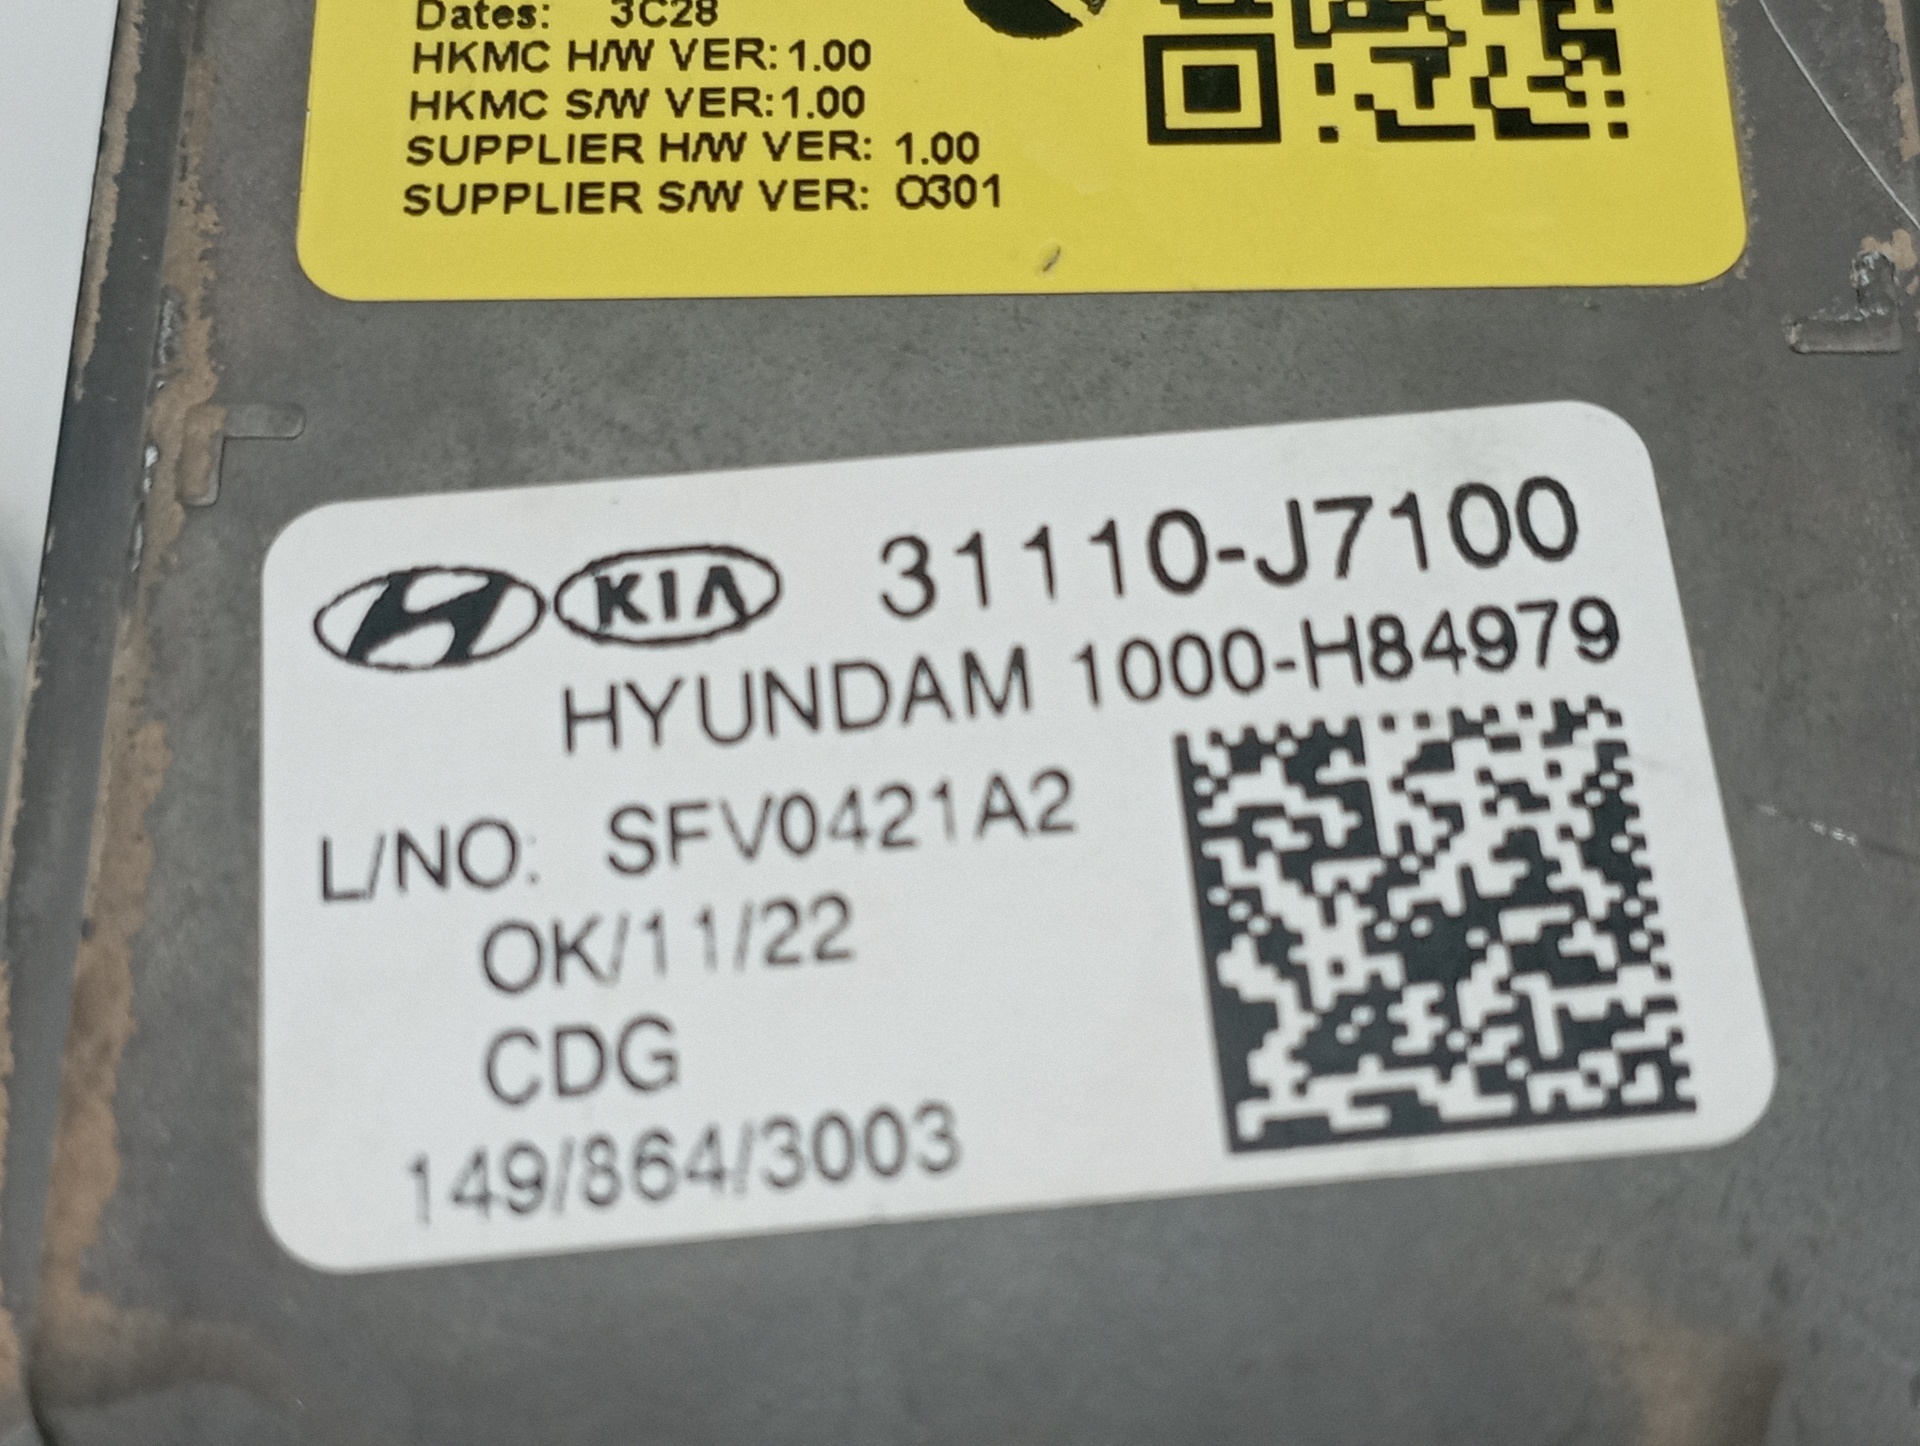 Dates: 3C28
HKMC H/W VER: 1.00
HKMC S/W VER: 1.00
SUPPLIER H/W VER: 1.00
SUPPLIER S/W VER: O301
KIA 31110-J7100
HYUNDAM 1000-H84979
L/NO: SFV0421A2
OK/11/22
CDG
149/864/3003